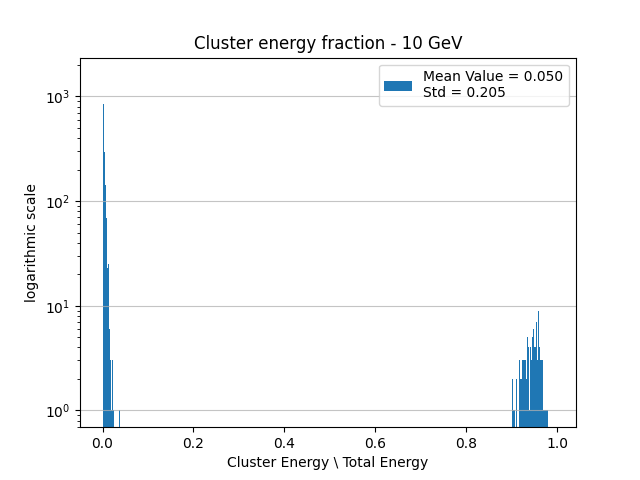 Cluster energy fraction - 10 GeV
Mean Value = 0.050
Std = 0.205
logarithmic scale
10³
10²
10¹
10⁰
0.0 0.2 0.4 0.6 0.8 1.0
Cluster Energy \ Total Energy